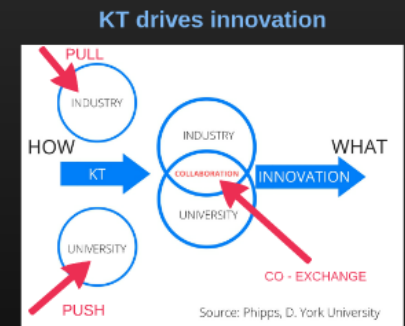 KT drives innovation
PULL
INDUSTRY
HOW
KT
UNIVERSITY
PUSH
INDUSTRY
COLLABORATION
UNIVERSITY
WHAT
INNOVATION
CO - EXCHANGE
Source: Phipps, D. York University